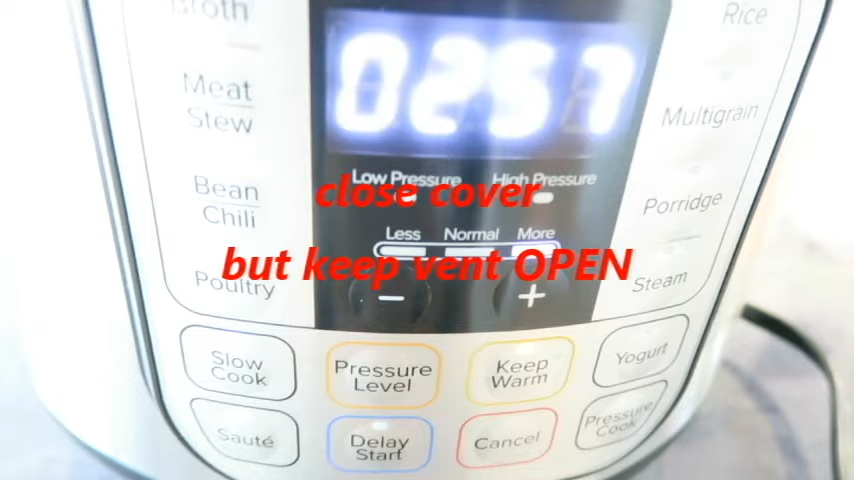 Broth
Rice
0257
Meat
Stew
Multigrain
Low Pressure
High Pressure
close cover
Bean
Chili
Porridge
Less
Normal
More
but keep vent OPEN
Poultry
− +
Steam
Slow
Cook
Pressure
Level
Keep
Warm
Yogurt
Sauté
Delay
Start
Cancel
Pressure
Cook